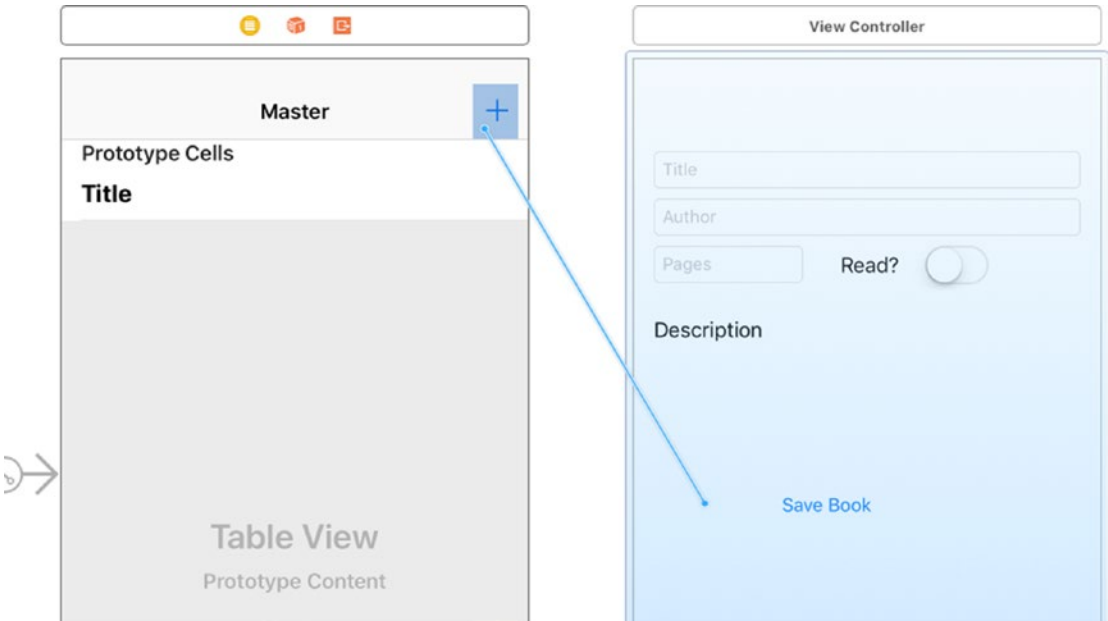 View Controller
Master
Prototype Cells
Title
Table View
Prototype Content
Title
Author
Pages
Read?
Description
Save Book